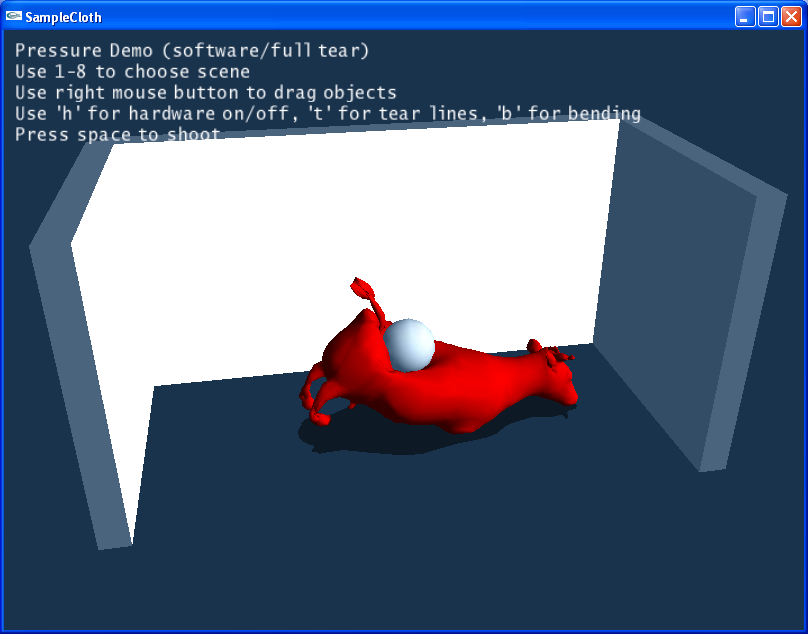 SampleCloth
Pressure Demo (software/full tear)
Use 1-8 to choose scene
Use right mouse button to drag objects
Use 'h' for hardware on/off, 't' for tear lines, 'b' for bending
Press space to shoot